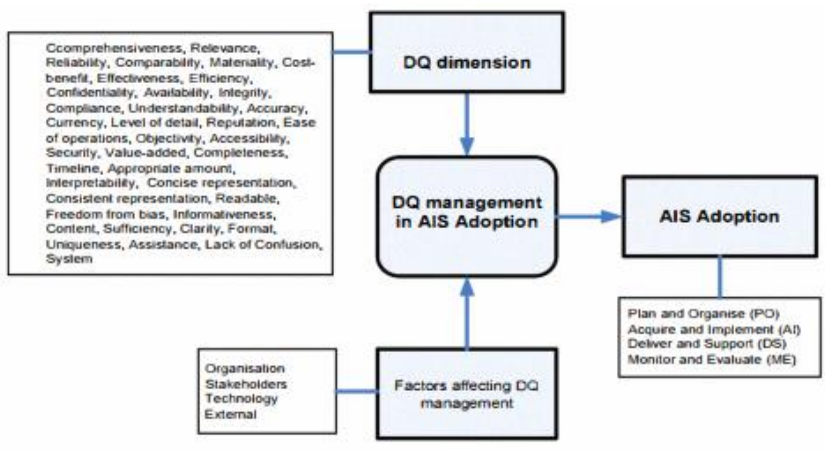 Ccomprehensiveness, Relevance,
Reliability, Comparability, Materiality, Cost-
benefit, Effectiveness, Efficiency,
Confidentiality, Availability, Integrity,
Compliance, Understandability, Accuracy,
Currency, Level of detail, Reputation, Ease
of operations, Objectivity, Accessibility,
Security, Value-added, Completeness,
Timeline, Appropriate amount,
Interpretability, Concise representation,
Consistent representation, Readable,
Freedom from bias, Informativeness,
Content, Sufficiency, Clarity, Format,
Uniqueness, Assistance, Lack of Confusion,
System
DQ dimension
DQ management
in AIS Adoption
AIS Adoption
Plan and Organise (PO)
Acquire and Implement (AI)
Deliver and Support (DS)
Monitor and Evaluate (ME)
Organisation
Stakeholders
Technology
External
Factors affecting DQ
management